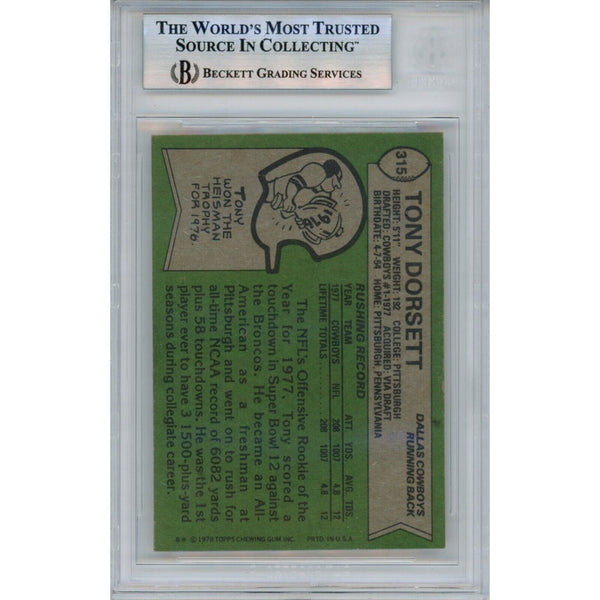 THE WORLD'S MOST TRUSTED
SOURCE IN COLLECTING™
B BECKETT GRADING SERVICES
315
TONY DORSETT
DALLAS COWBOYS
RUNNING BACK
HEIGHT: 5'11" WEIGHT: 192 COLLEGE: PITTSBURGH
DRAFTED: COWBOYS #1-1977 ACQUIRED: VIA DRAFT
BIRTHDATE: 4-7-54 HOME: PITTSBURGH, PENNSYLVANIA
RUSHING RECORD
YEAR TEAM ATT. YDS. AVG. TDS.
1977 COWBOYS NFL 208 1007 4.8 12
LIFETIME TOTALS 208 1007 4.8 12
1976
TONY
WON THE
HEISMAN
TROPHY
FOR 1976.
The NFL's Offensive Rookie of the
Year for 1977, Tony scored a
touchdown in Super Bowl 12 against
the Broncos. He became an All-
American as a freshman at
Pittsburgh and went on to rush for
all-time NCAA record of 6082 yards
plus 58 touchdowns. He was the 1st
player ever to have 3 1500-plus-yard
seasons during collegiate career.
© 1978 TOPPS CHEWING GUM INC. PRTD. IN U.S.A.